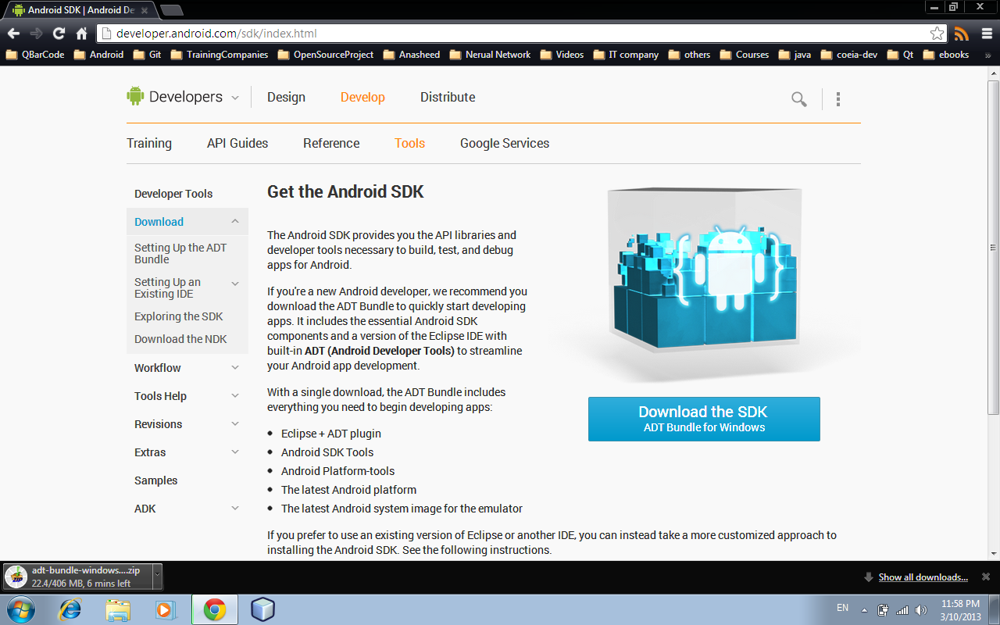 Android SDK | Android De
developer.android.com/sdk/index.html
QBarCode Android Git TrainingCompanies OpenSourceProject Anasheed Nerual Network Videos IT company others Courses java coeia-dev Qt ebooks »
Developers Design Develop Distribute
Training API Guides Reference Tools Google Services
Developer Tools
Download
Setting Up the ADT
Bundle
Setting Up an
Existing IDE
Exploring the SDK
Download the NDK
Workflow
Tools Help
Revisions
Extras
Samples
ADK
Get the Android SDK
The Android SDK provides you the API libraries and
developer tools necessary to build, test, and debug
apps for Android.
If you're a new Android developer, we recommend you
download the ADT Bundle to quickly start developing
apps. It includes the essential Android SDK
components and a version of the Eclipse IDE with
built-in ADT (Android Developer Tools) to streamline
your Android app development.
With a single download, the ADT Bundle includes
everything you need to begin developing apps:
• Eclipse + ADT plugin
• Android SDK Tools
• Android Platform-tools
• The latest Android platform
• The latest Android system image for the emulator
{ }
Download the SDK
ADT Bundle for Windows
If you prefer to use an existing version of Eclipse or another IDE, you can instead take a more customized approach to
installing the Android SDK. See the following instructions.
ZIP
adt-bundle-windows....zip
22.4/406 MB, 6 mins left
Show all downloads...
EN
11:58 PM
3/10/2013